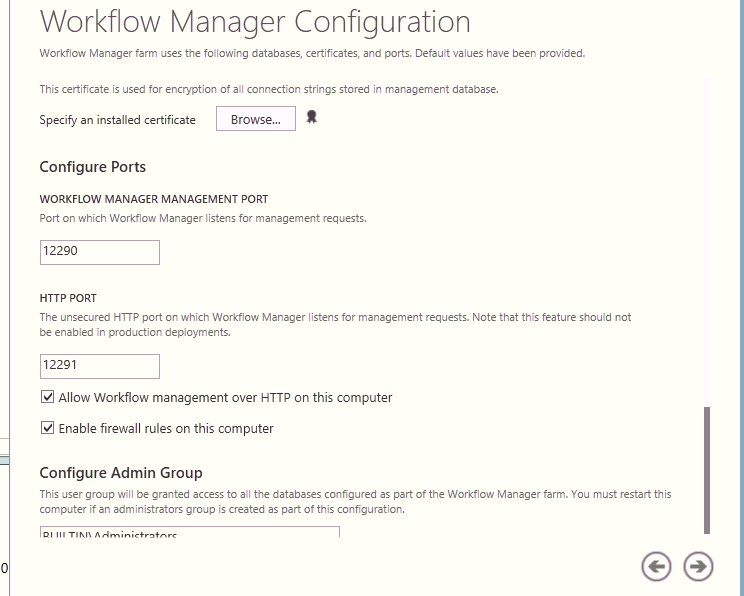 Workflow Manager Configuration
Workflow Manager farm uses the following databases, certificates, and ports. Default values have been provided.
This certificate is used for encryption of all connection strings stored in management database.
Specify an installed certificate Browse...
Configure Ports
WORKFLOW MANAGER MANAGEMENT PORT
Port on which Workflow Manager listens for management requests.
12290
HTTP PORT
The unsecured HTTP port on which Workflow Manager listens for management requests. Note that this feature should not
be enabled in production deployments.
12291
Allow Workflow management over HTTP on this computer
Enable firewall rules on this computer
Configure Admin Group
This user group will be granted access to all the databases configured as part of the Workflow Manager farm. You must restart this
computer if an administrators group is created as part of this configuration.
BUILTIN\Administrators
0